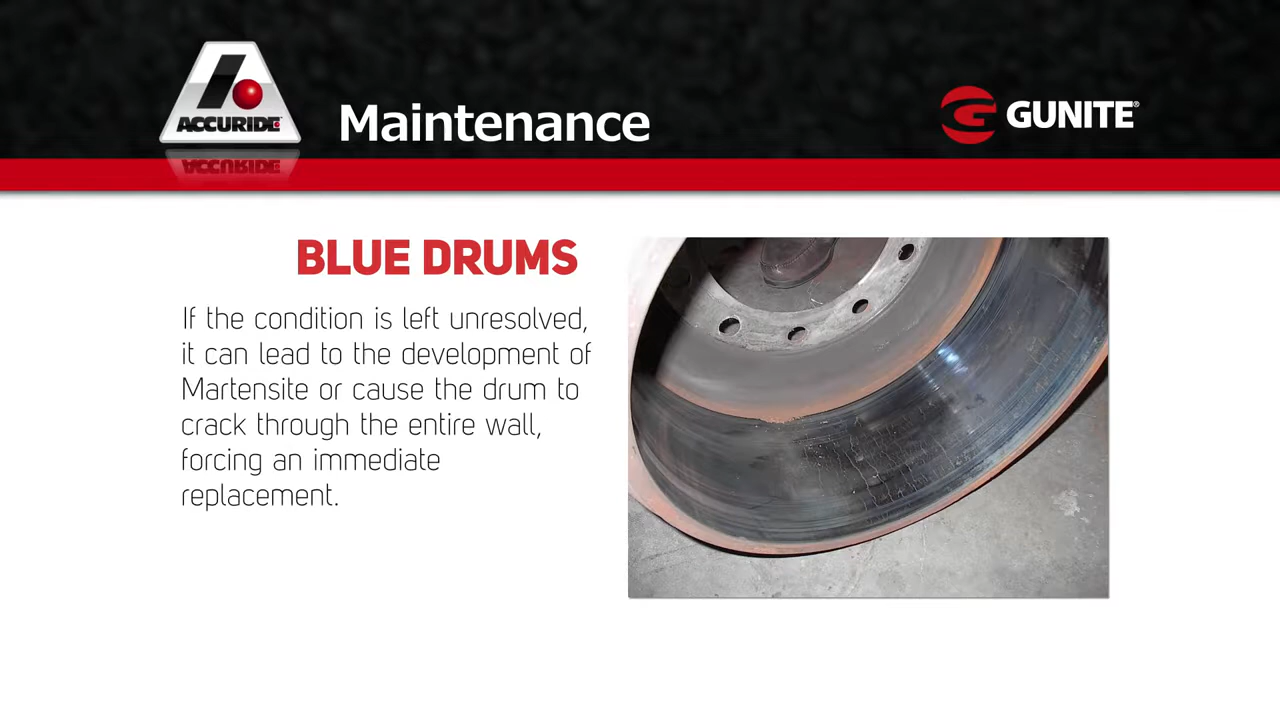 ACCURIDE
Maintenance
GUNITE®
BLUE DRUMS
If the condition is left unresolved,
it can lead to the development of
Martensite or cause the drum to
crack through the entire wall,
forcing an immediate
replacement.